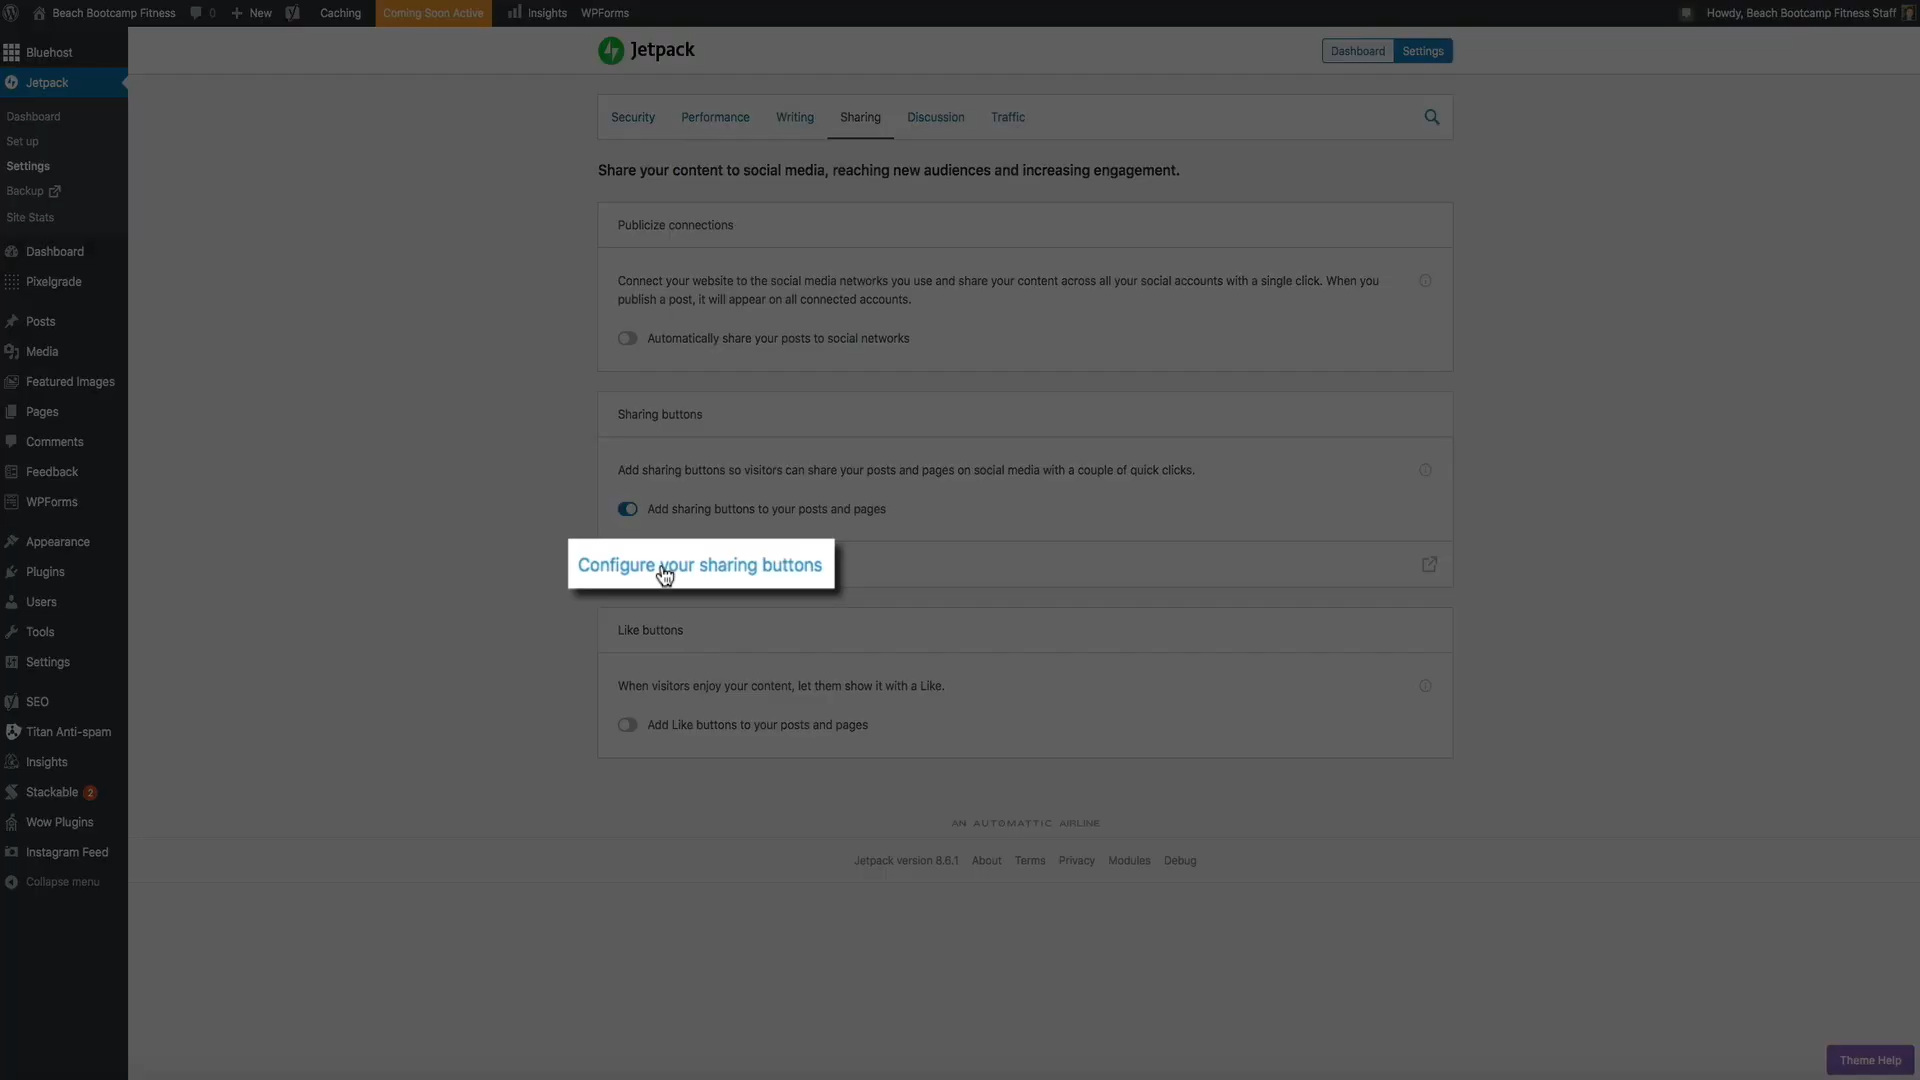 Beach Bootcamp Fitness 0 New Caching Coming Soon Active Insights WPForms Howdy, Beach Bootcamp Fitness Staff
Bluehost
Jetpack
Dashboard
Set up
Settings
Backup
Site Stats
Dashboard
Pixelgrade
Posts
Media
Featured Images
Pages
Comments
Feedback
WPForms
Appearance
Plugins
Users
Tools
Settings
SEO
Titan Anti-spam
Insights
Stackable 2
Wow Plugins
Instagram Feed
Collapse menu
Jetpack
Dashboard Settings
Security Performance Writing Sharing Discussion Traffic
Share your content to social media, reaching new audiences and increasing engagement.
Publicize connections
Connect your website to the social media networks you use and share your content across all your social accounts with a single click. When you
publish a post, it will appear on all connected accounts.
Automatically share your posts to social networks
Sharing buttons
Add sharing buttons so visitors can share your posts and pages on social media with a couple of quick clicks.
Add sharing buttons to your posts and pages
Configure your sharing buttons
Like buttons
When visitors enjoy your content, let them show it with a Like.
Add Like buttons to your posts and pages
AN AUTOMATTIC AIRLINE
Jetpack version 8.6.1 About Terms Privacy Modules Debug
Theme Help